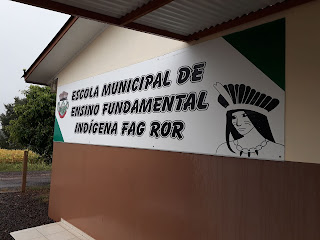 ESCOLA MUNICIPAL DE
ENSINO FUNDAMENTAL
INDÍGENA FAG ROR